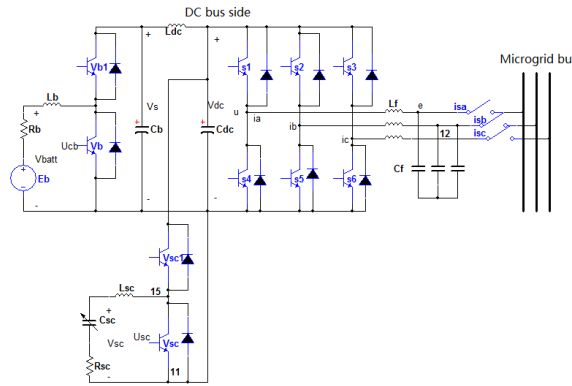 DC bus side
Ldc
+
+
Vb1
s1
s2
s3
Microgrid bu
Lb
Vs
Vdc
Lf
e
isa
+
u
ia
isb
Rb
Ucb
Vb
+
Cb
+
Cdc
ib
12
isc
Vbatt
ic
+
Eb
-
s4
s5
s6
Cf
-
-
-
Vsc1
Lsc
15
+
Csc
Usc
Vsc
Vsc
Rsc
-
11